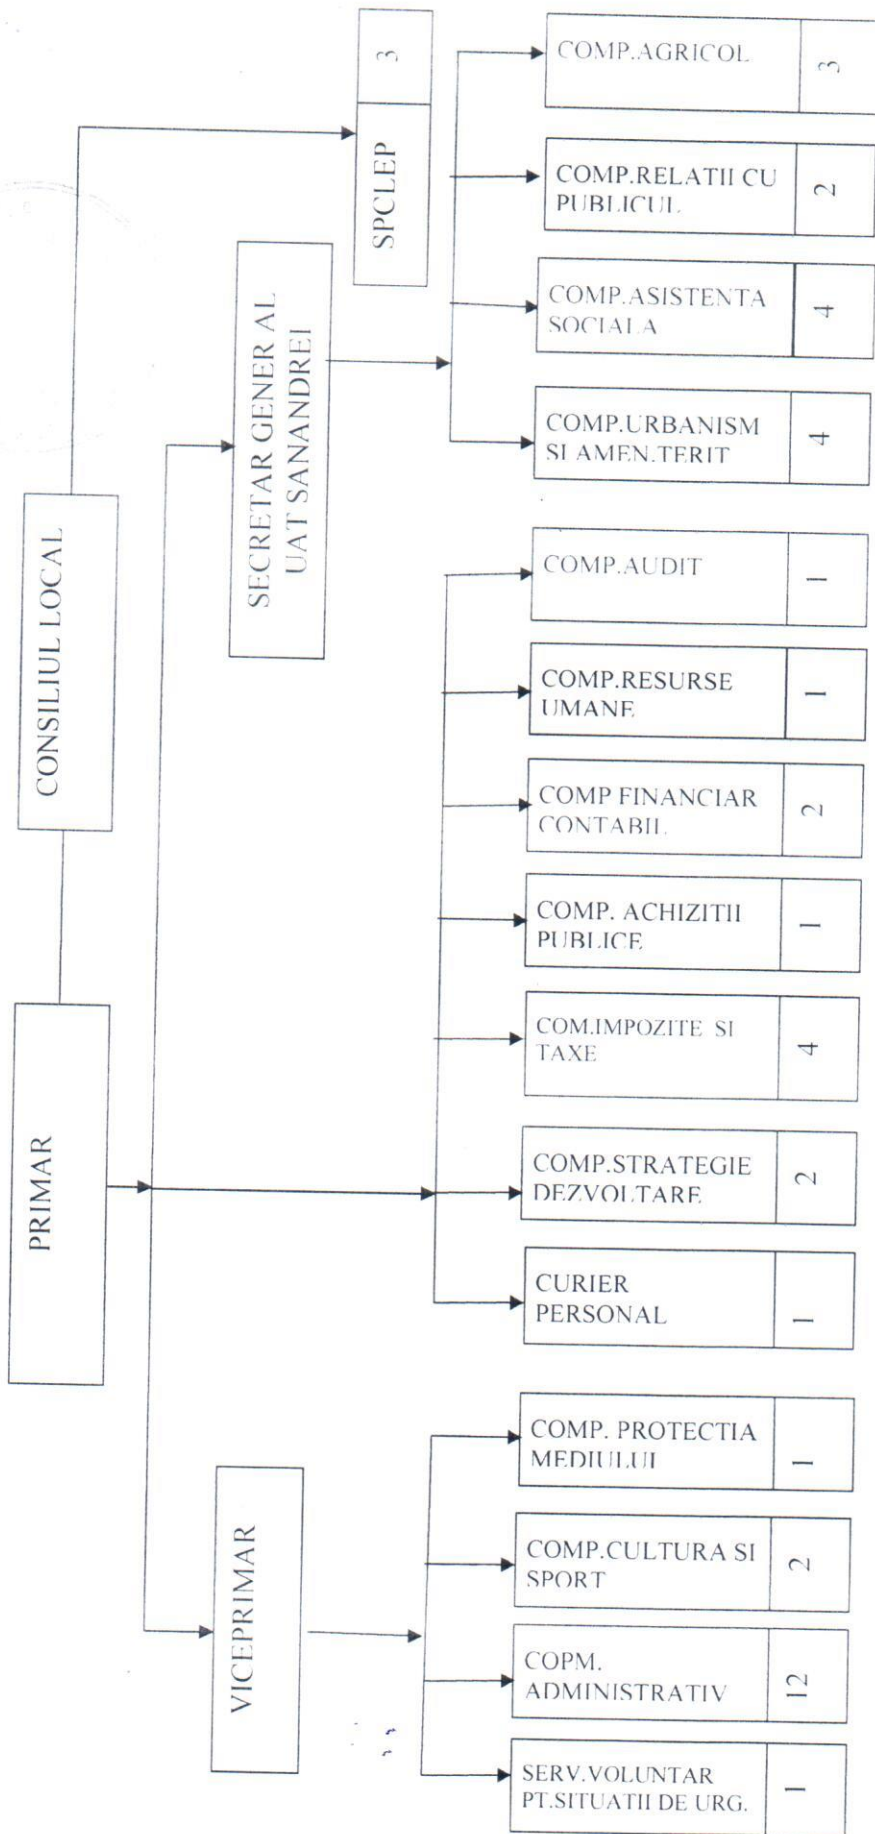 CONSILIUL LOCAL
PRIMAR
SPCLEP 3
SECRETAR GENER AL
UAT SANANDREI
VICEPRIMAR
COMP.AGRICOL
3
COMP.RELATII CU
PUBLICUL
2
COMP.ASISTENTA
SOCIALA
4
COMP.URBANISM
SI AMEN.TERIT
4
COMP.AUDIT
1
COMP.RESURSE
UMANE
1
COMP FINANCIAR
CONTABIL
2
COMP. ACHIZITII
PUBLICE
1
COM.IMPOZITE SI
TAXE
4
COMP.STRATEGIE
DEZVOLTARE
2
CURIER
PERSONAL
1
COMP. PROTECTIA
MEDIULUI
1
COMP.CULTURA SI
SPORT
2
COPM.
ADMINISTRATIV
12
SERV.VOLUNTAR
PT.SITUATII DE URG.
1